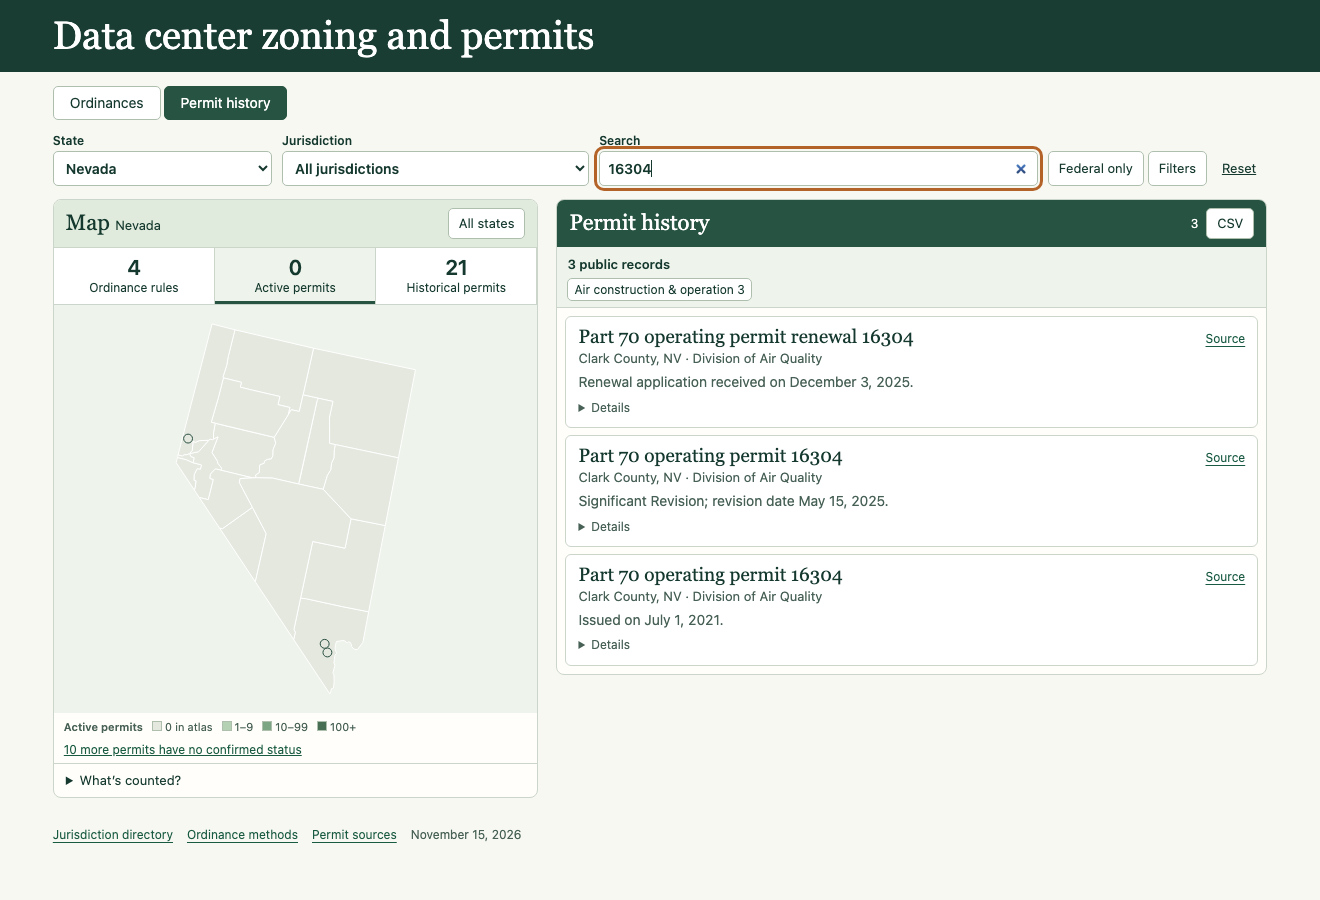 Data center zoning and permits
Ordinances
Permit history
State
Jurisdiction
Search
Nevada
All jurisdictions
16304
Federal only
Filters
Reset
Map Nevada
All states
4
Ordinance rules
0
Active permits
21
Historical permits
Active permits 0 in atlas 1–9 10–99 100+
10 more permits have no confirmed status
What's counted?
Permit history
3
CSV
3 public records
Air construction & operation 3
Part 70 operating permit renewal 16304
Source
Clark County, NV · Division of Air Quality
Renewal application received on December 3, 2025.
Details
Part 70 operating permit 16304
Source
Clark County, NV · Division of Air Quality
Significant Revision; revision date May 15, 2025.
Details
Part 70 operating permit 16304
Source
Clark County, NV · Division of Air Quality
Issued on July 1, 2021.
Details
Jurisdiction directory
Ordinance methods
Permit sources
November 15, 2026